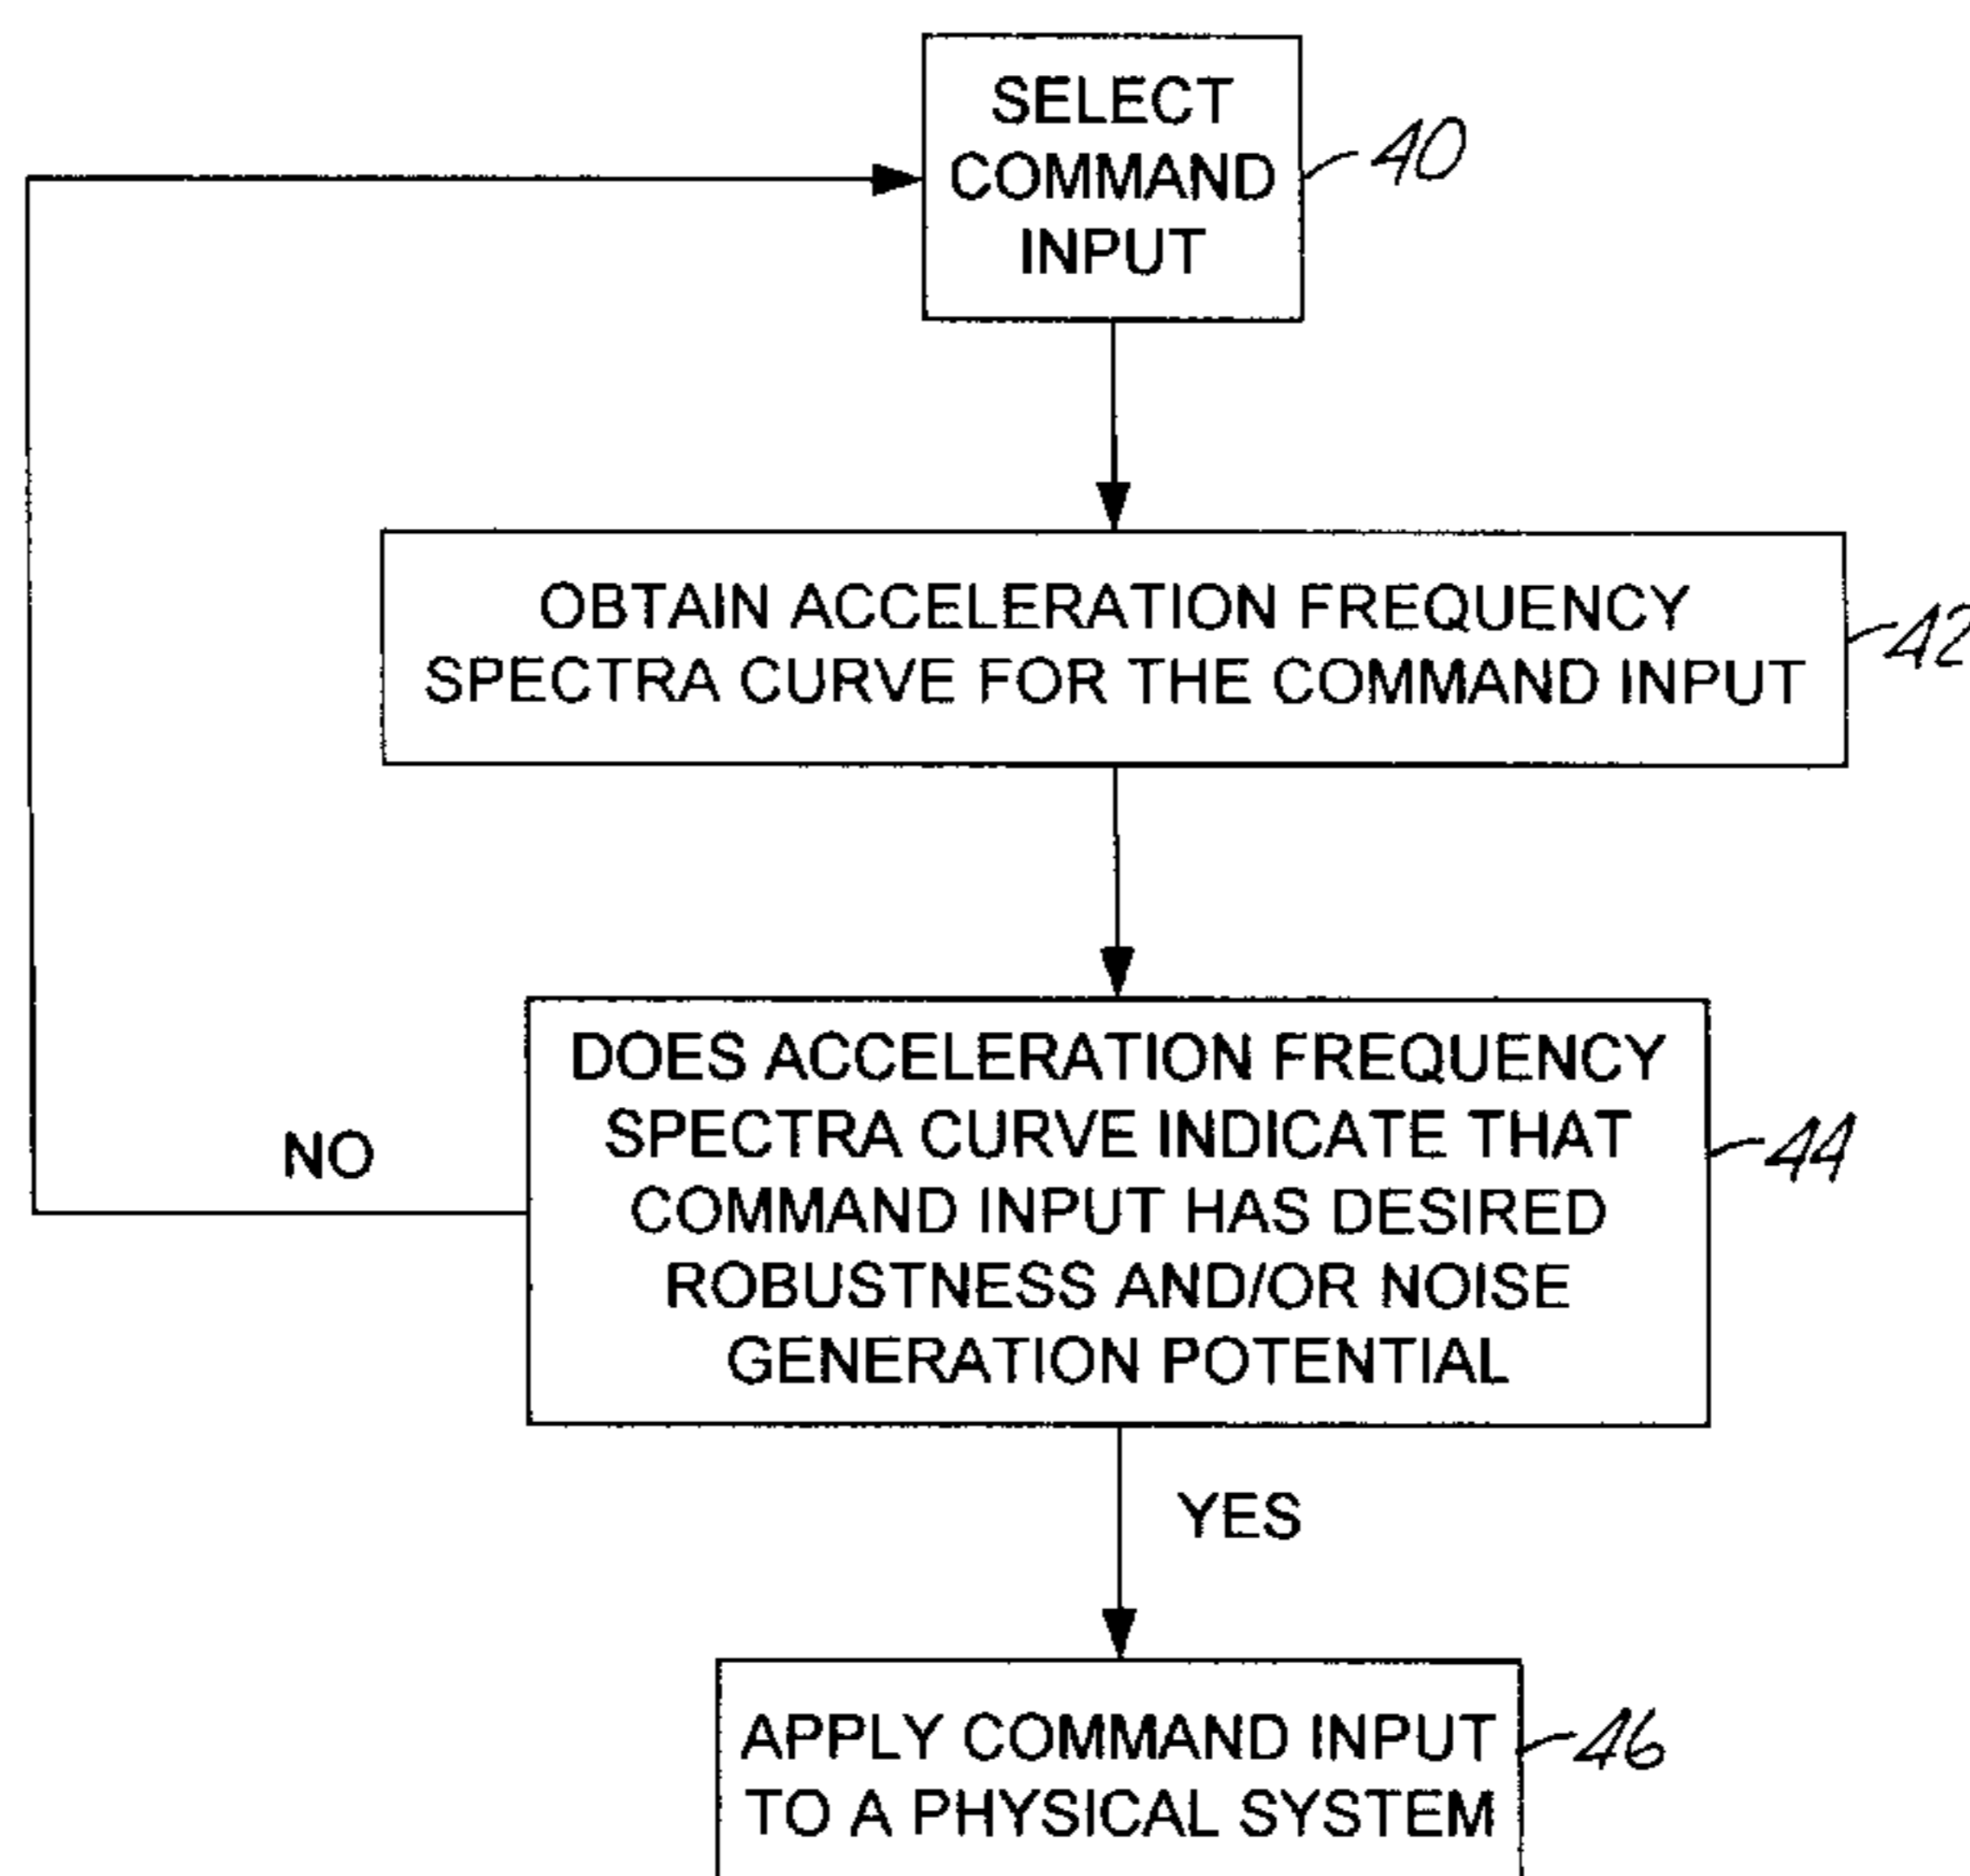 SELECT
COMMAND
INPUT
40
OBTAIN ACCELERATION FREQUENCY
SPECTRA CURVE FOR THE COMMAND INPUT
42
DOES ACCELERATION FREQUENCY
SPECTRA CURVE INDICATE THAT
COMMAND INPUT HAS DESIRED
ROBUSTNESS AND/OR NOISE
GENERATION POTENTIAL
44
NO
YES
APPLY COMMAND INPUT
TO A PHYSICAL SYSTEM
46